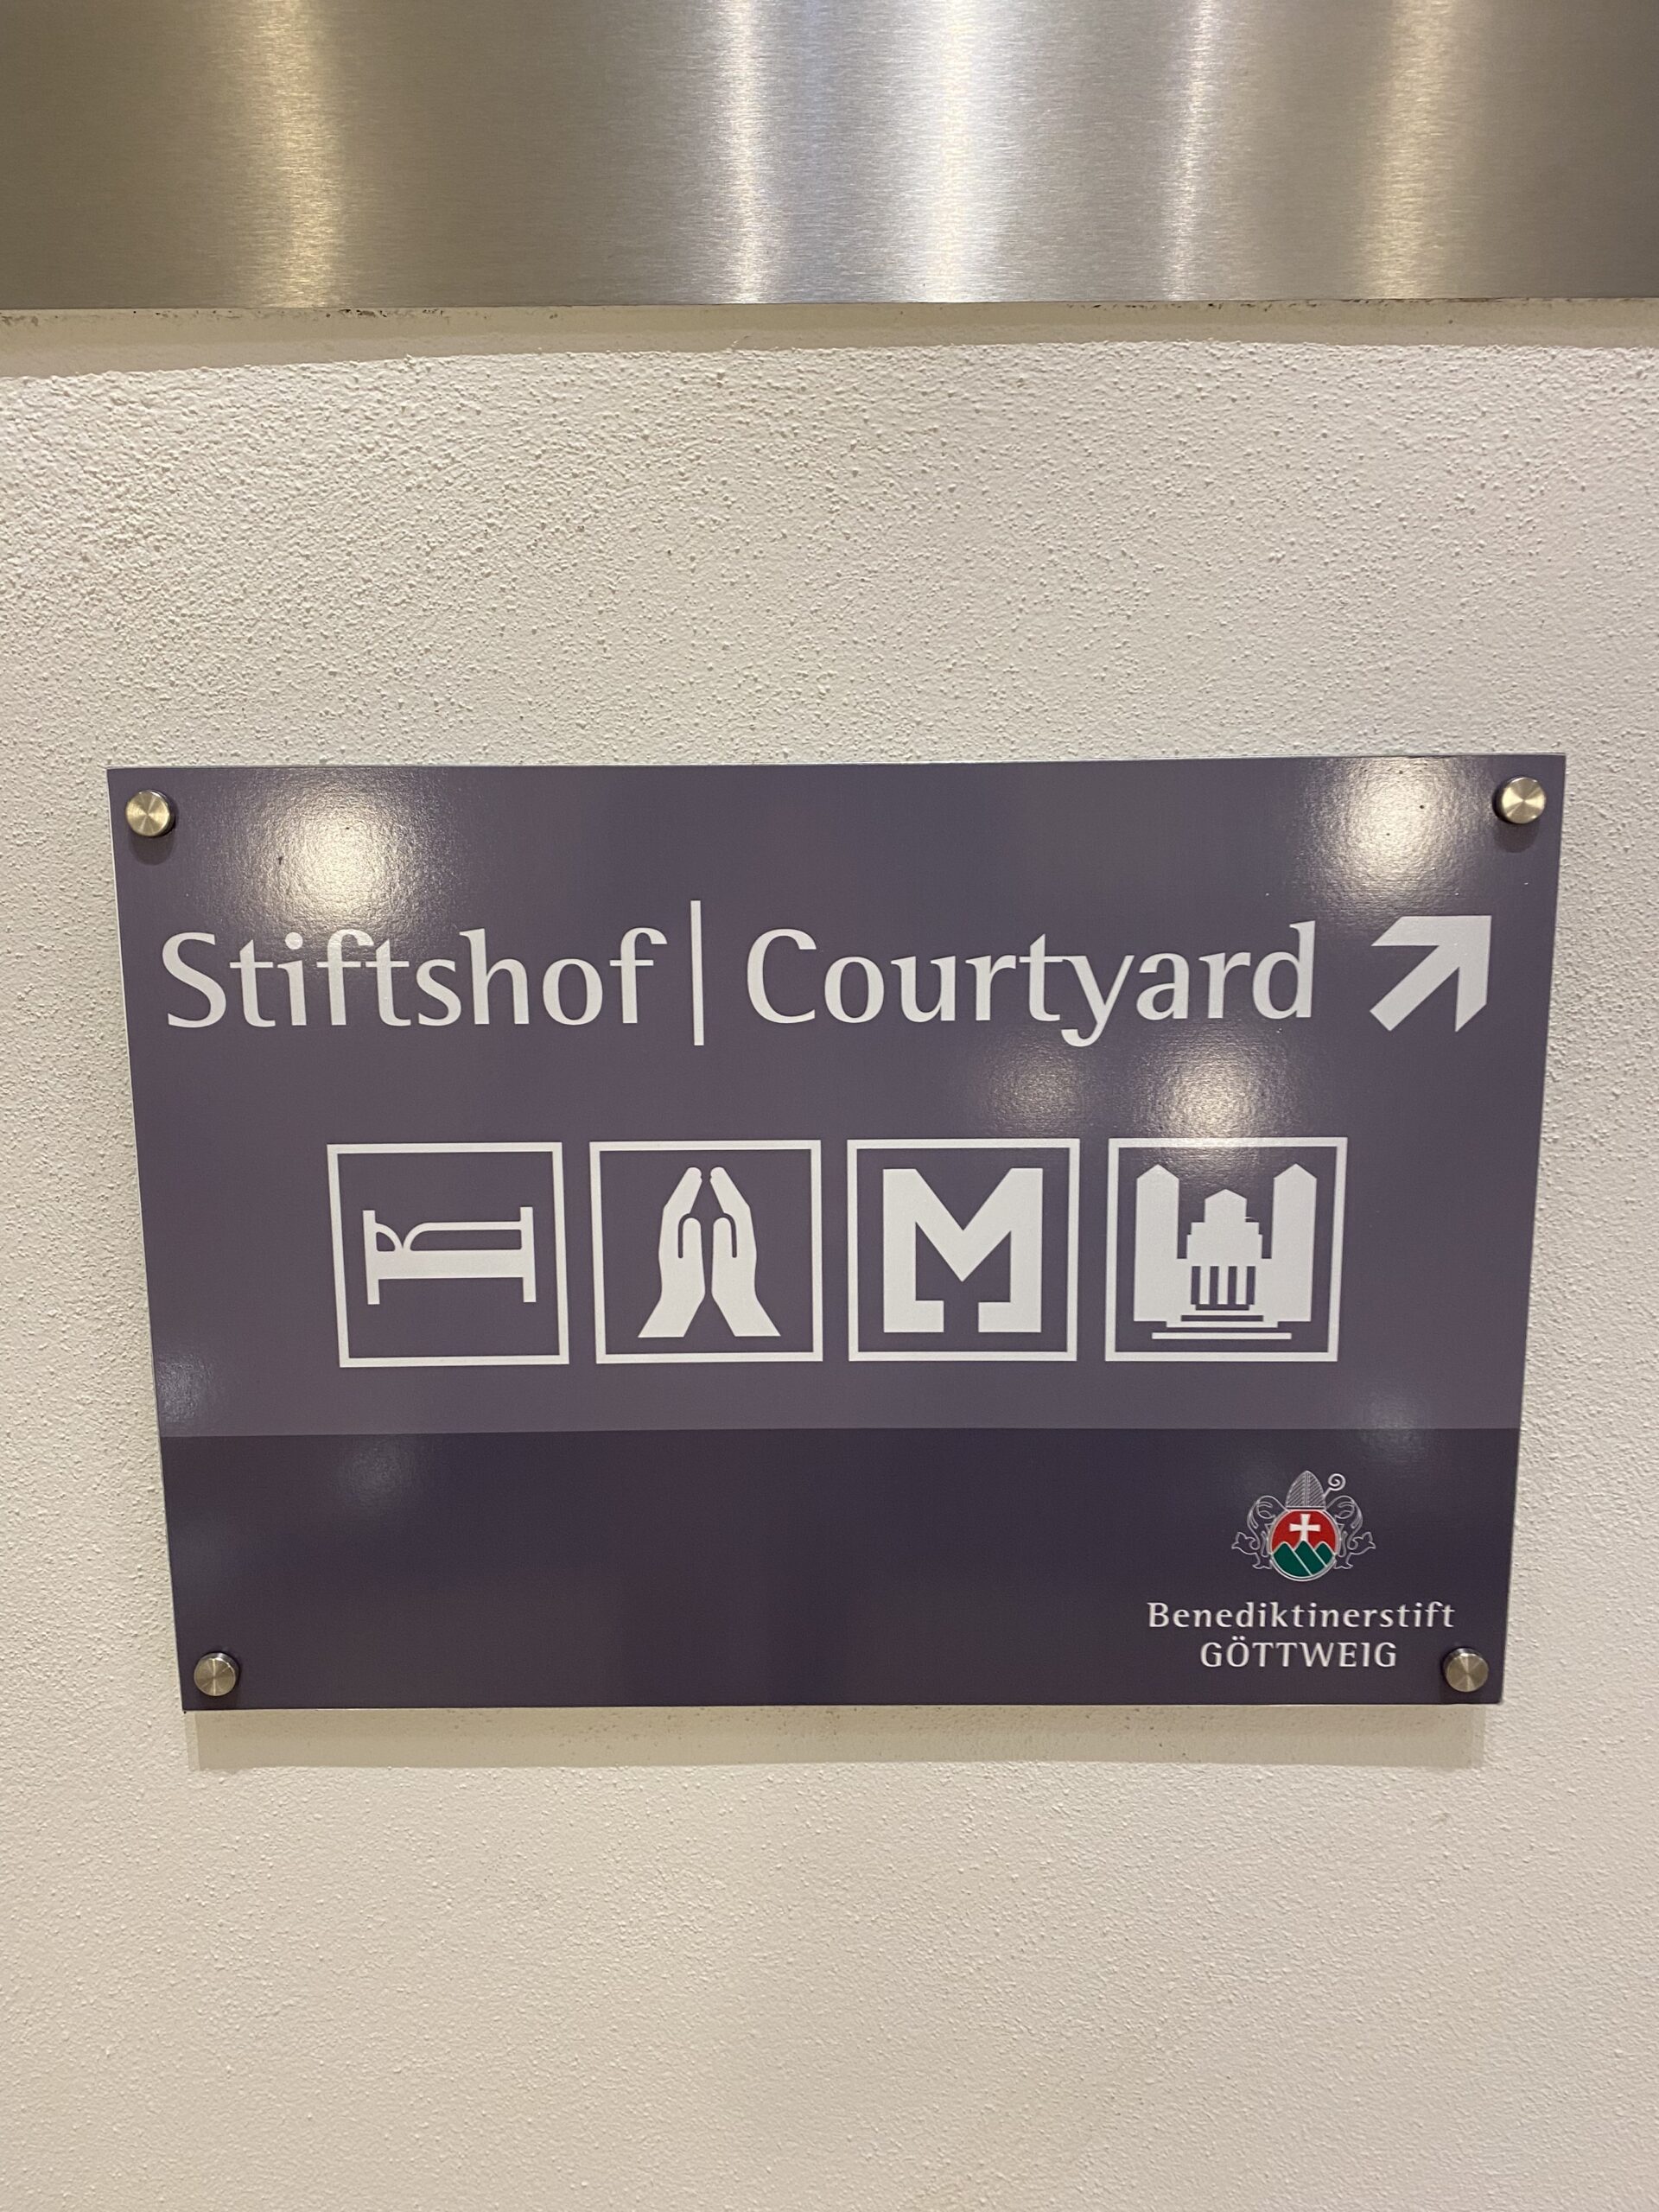 Stiftshof | Courtyard
M
Benediktinerstift
GÖTTWEIG